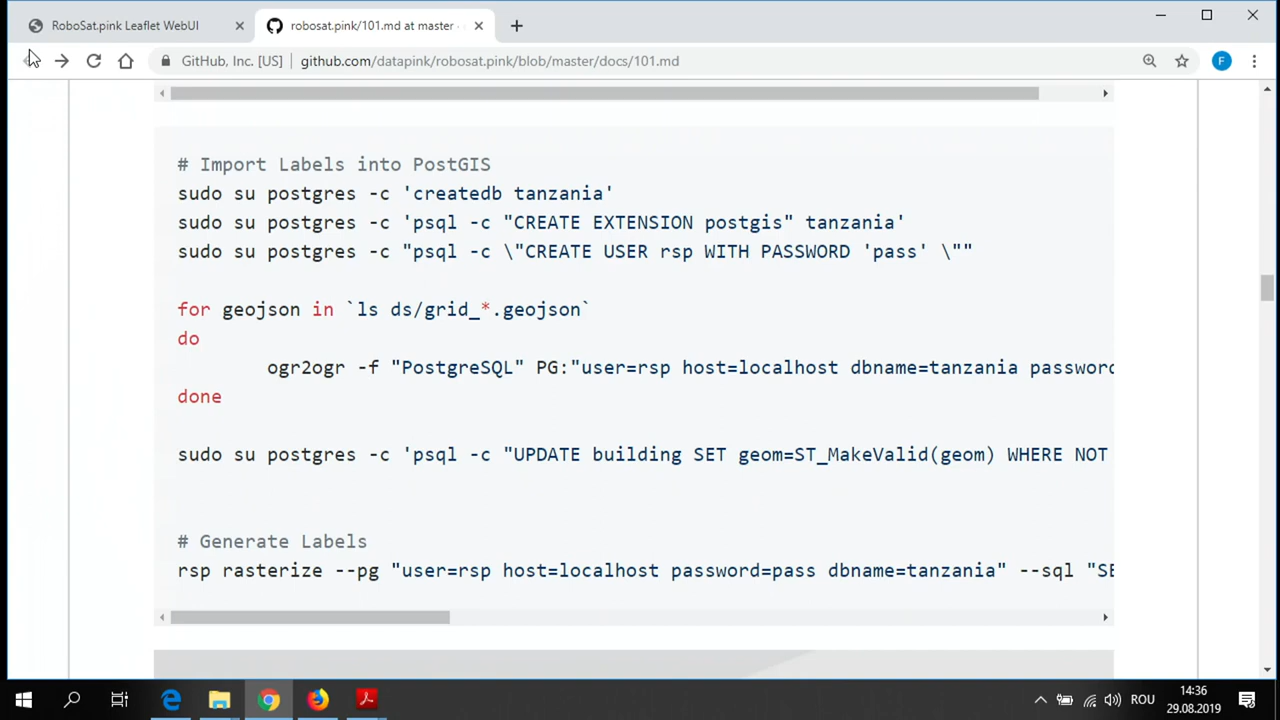 RoboSat.pink Leaflet WebUI
robosat.pink/101.md at master
GitHub, Inc. [US]
github.com/datapink/robosat.pink/blob/master/docs/101.md
F
# Import Labels into PostGIS
sudo su postgres -c 'createdb tanzania'
sudo su postgres -c 'psql -c "CREATE EXTENSION postgis" tanzania'
sudo su postgres -c "psql -c \"CREATE USER rsp WITH PASSWORD 'pass' \""
for geojson in `ls ds/grid_*.geojson`
do
ogr2ogr -f "PostgreSQL" PG:"user=rsp host=localhost dbname=tanzania password
done
sudo su postgres -c 'psql -c "UPDATE building SET geom=ST_MakeValid(geom) WHERE NOT
# Generate Labels
rsp rasterize --pg "user=rsp host=localhost password=pass dbname=tanzania" --sql "SE
ROU
14:36
29.08.2019